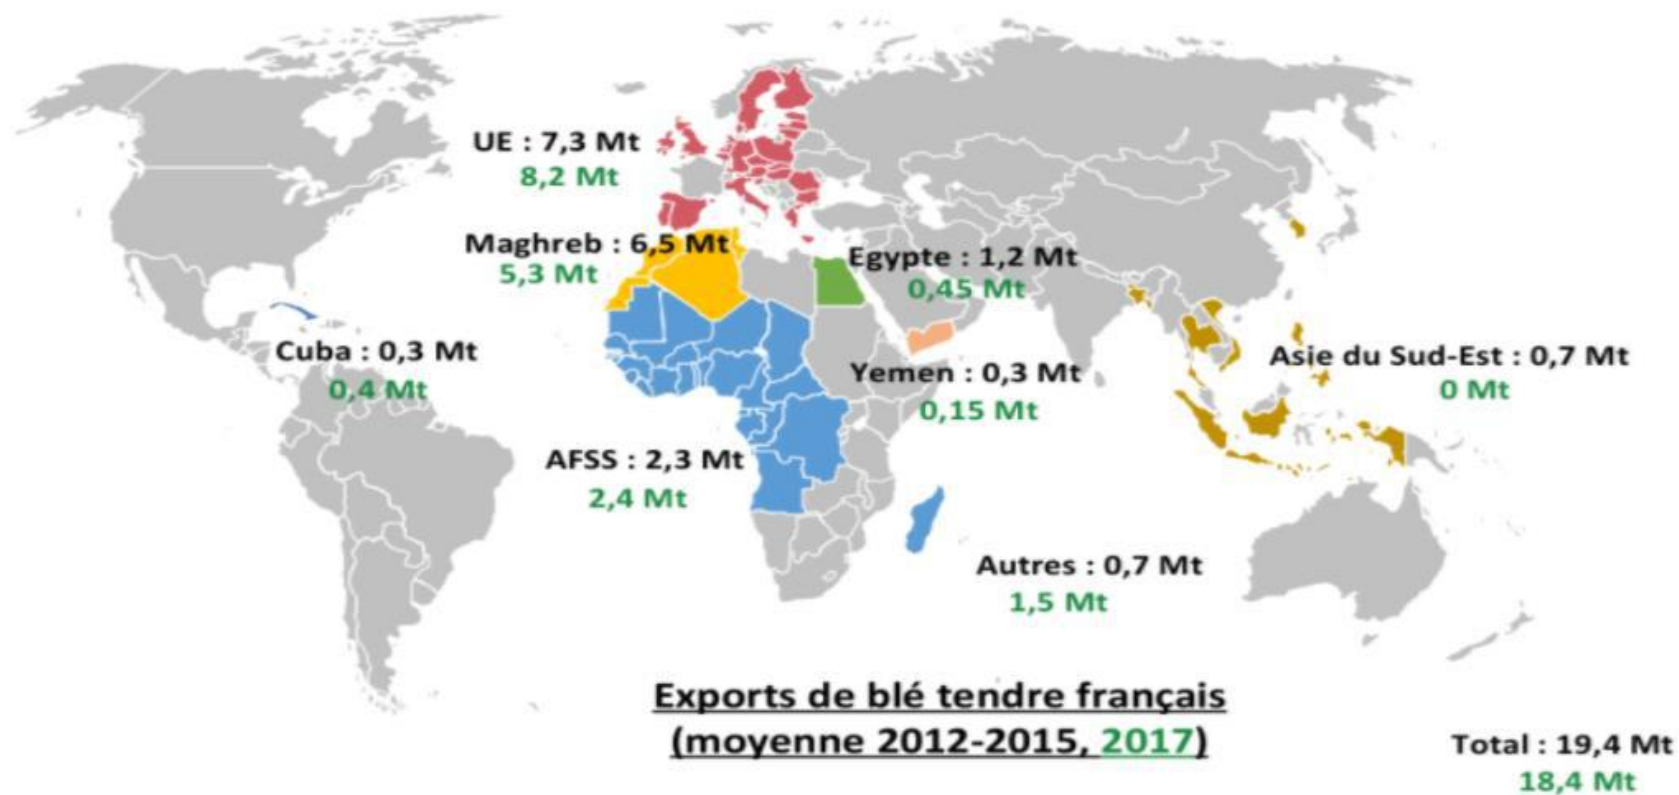 UE : 7,3 Mt
8,2 Mt
Maghreb : 6,5 Mt
5,3 Mt
Egypte : 1,2 Mt
0,45 Mt
Cuba : 0,3 Mt
0,4 Mt
Yemen : 0,3 Mt
0,15 Mt
Asie du Sud-Est : 0,7 Mt
0 Mt
AFSS : 2,3 Mt
2,4 Mt
Autres : 0,7 Mt
1,5 Mt
Exports de blé tendre français
(moyenne 2012-2015, 2017)
Total : 19,4 Mt
18,4 Mt